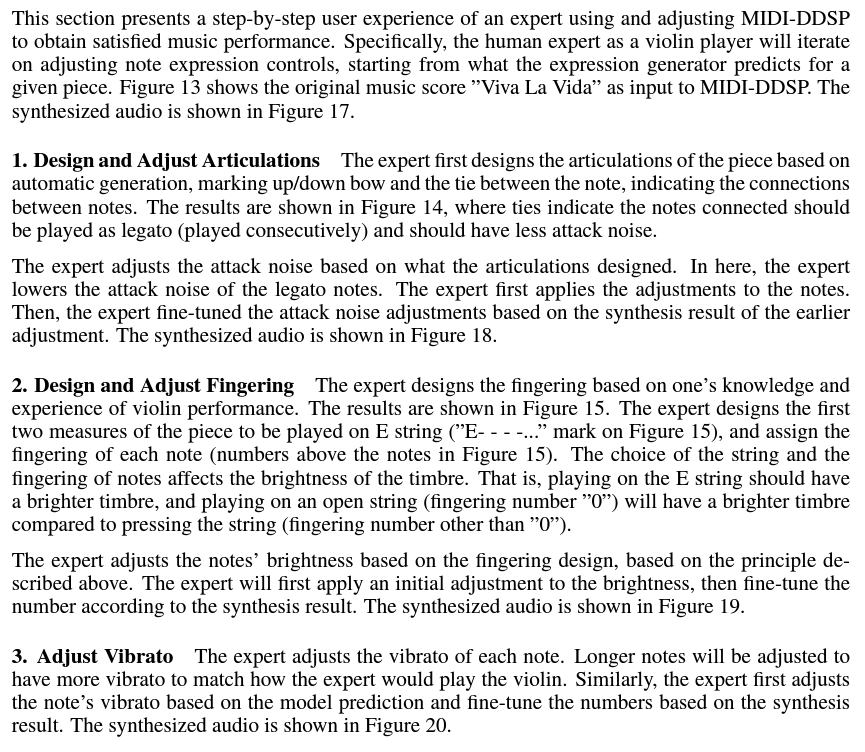 This section presents a step-by-step user experience of an expert using and adjusting MIDI-DDSP
to obtain satisfied music performance. Specifically, the human expert as a violin player will iterate
on adjusting note expression controls, starting from what the expression generator predicts for a
given piece. Figure 13 shows the original music score ”Viva La Vida” as input to MIDI-DDSP. The
synthesized audio is shown in Figure 17.
1. Design and Adjust Articulations The expert first designs the articulations of the piece based on
automatic generation, marking up/down bow and the tie between the note, indicating the connections
between notes. The results are shown in Figure 14, where ties indicate the notes connected should
be played as legato (played consecutively) and should have less attack noise.
The expert adjusts the attack noise based on what the articulations designed. In here, the expert
lowers the attack noise of the legato notes. The expert first applies the adjustments to the notes.
Then, the expert fine-tuned the attack noise adjustments based on the synthesis result of the earlier
adjustment. The synthesized audio is shown in Figure 18.
2. Design and Adjust Fingering The expert designs the fingering based on one’s knowledge and
experience of violin performance. The results are shown in Figure 15. The expert designs the first
two measures of the piece to be played on E string (”E- - - -...” mark on Figure 15), and assign the
fingering of each note (numbers above the notes in Figure 15). The choice of the string and the
fingering of notes affects the brightness of the timbre. That is, playing on the E string should have
a brighter timbre, and playing on an open string (fingering number ”0”) will have a brighter timbre
compared to pressing the string (fingering number other than ”0”).
The expert adjusts the notes’ brightness based on the fingering design, based on the principle de-
scribed above. The expert will first apply an initial adjustment to the brightness, then fine-tune the
number according to the synthesis result. The synthesized audio is shown in Figure 19.
3. Adjust Vibrato The expert adjusts the vibrato of each note. Longer notes will be adjusted to
have more vibrato to match how the expert would play the violin. Similarly, the expert first adjusts
the note’s vibrato based on the model prediction and fine-tune the numbers based on the synthesis
result. The synthesized audio is shown in Figure 20.